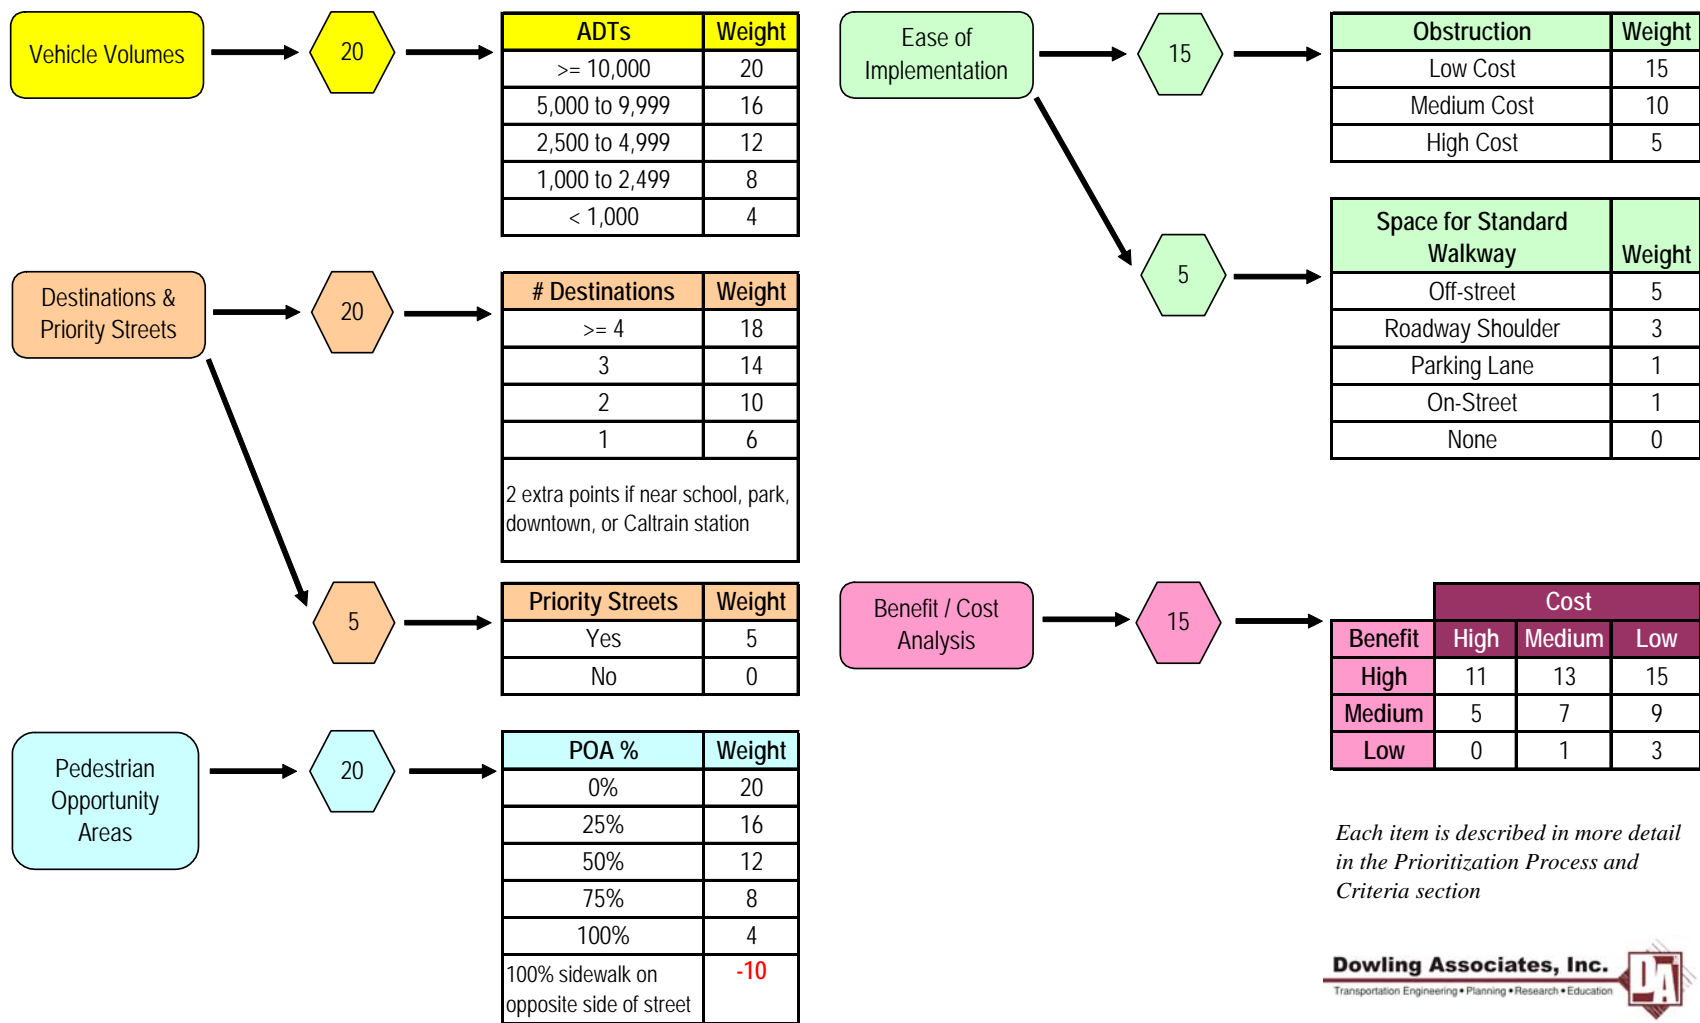 Vehicle Volumes
20
ADTs Weight
>= 10,000 20
5,000 to 9,999 16
2,500 to 4,999 12
1,000 to 2,499 8
< 1,000 4
Destinations &
Priority Streets
20
# Destinations Weight
>= 4 18
3 14
2 10
1 6
2 extra points if near school, park,
downtown, or Caltrain station
5
Priority Streets Weight
Yes 5
No 0
Pedestrian
Opportunity
Areas
20
POA % Weight
0% 20
25% 16
50% 12
75% 8
100% 4
100% sidewalk on -10
opposite side of street
Ease of
Implementation
15
Obstruction Weight
Low Cost 15
Medium Cost 10
High Cost 5
5
Space for Standard
Walkway Weight
Off-street 5
Roadway Shoulder 3
Parking Lane 1
On-Street 1
None 0
Benefit / Cost
Analysis
15
Cost
Benefit High Medium Low
High 11 13 15
Medium 5 7 9
Low 0 1 3
Each item is described in more detail
in the Prioritization Process and
Criteria section
Dowling Associates, Inc.
Transportation Engineering • Planning • Research • Education
DA